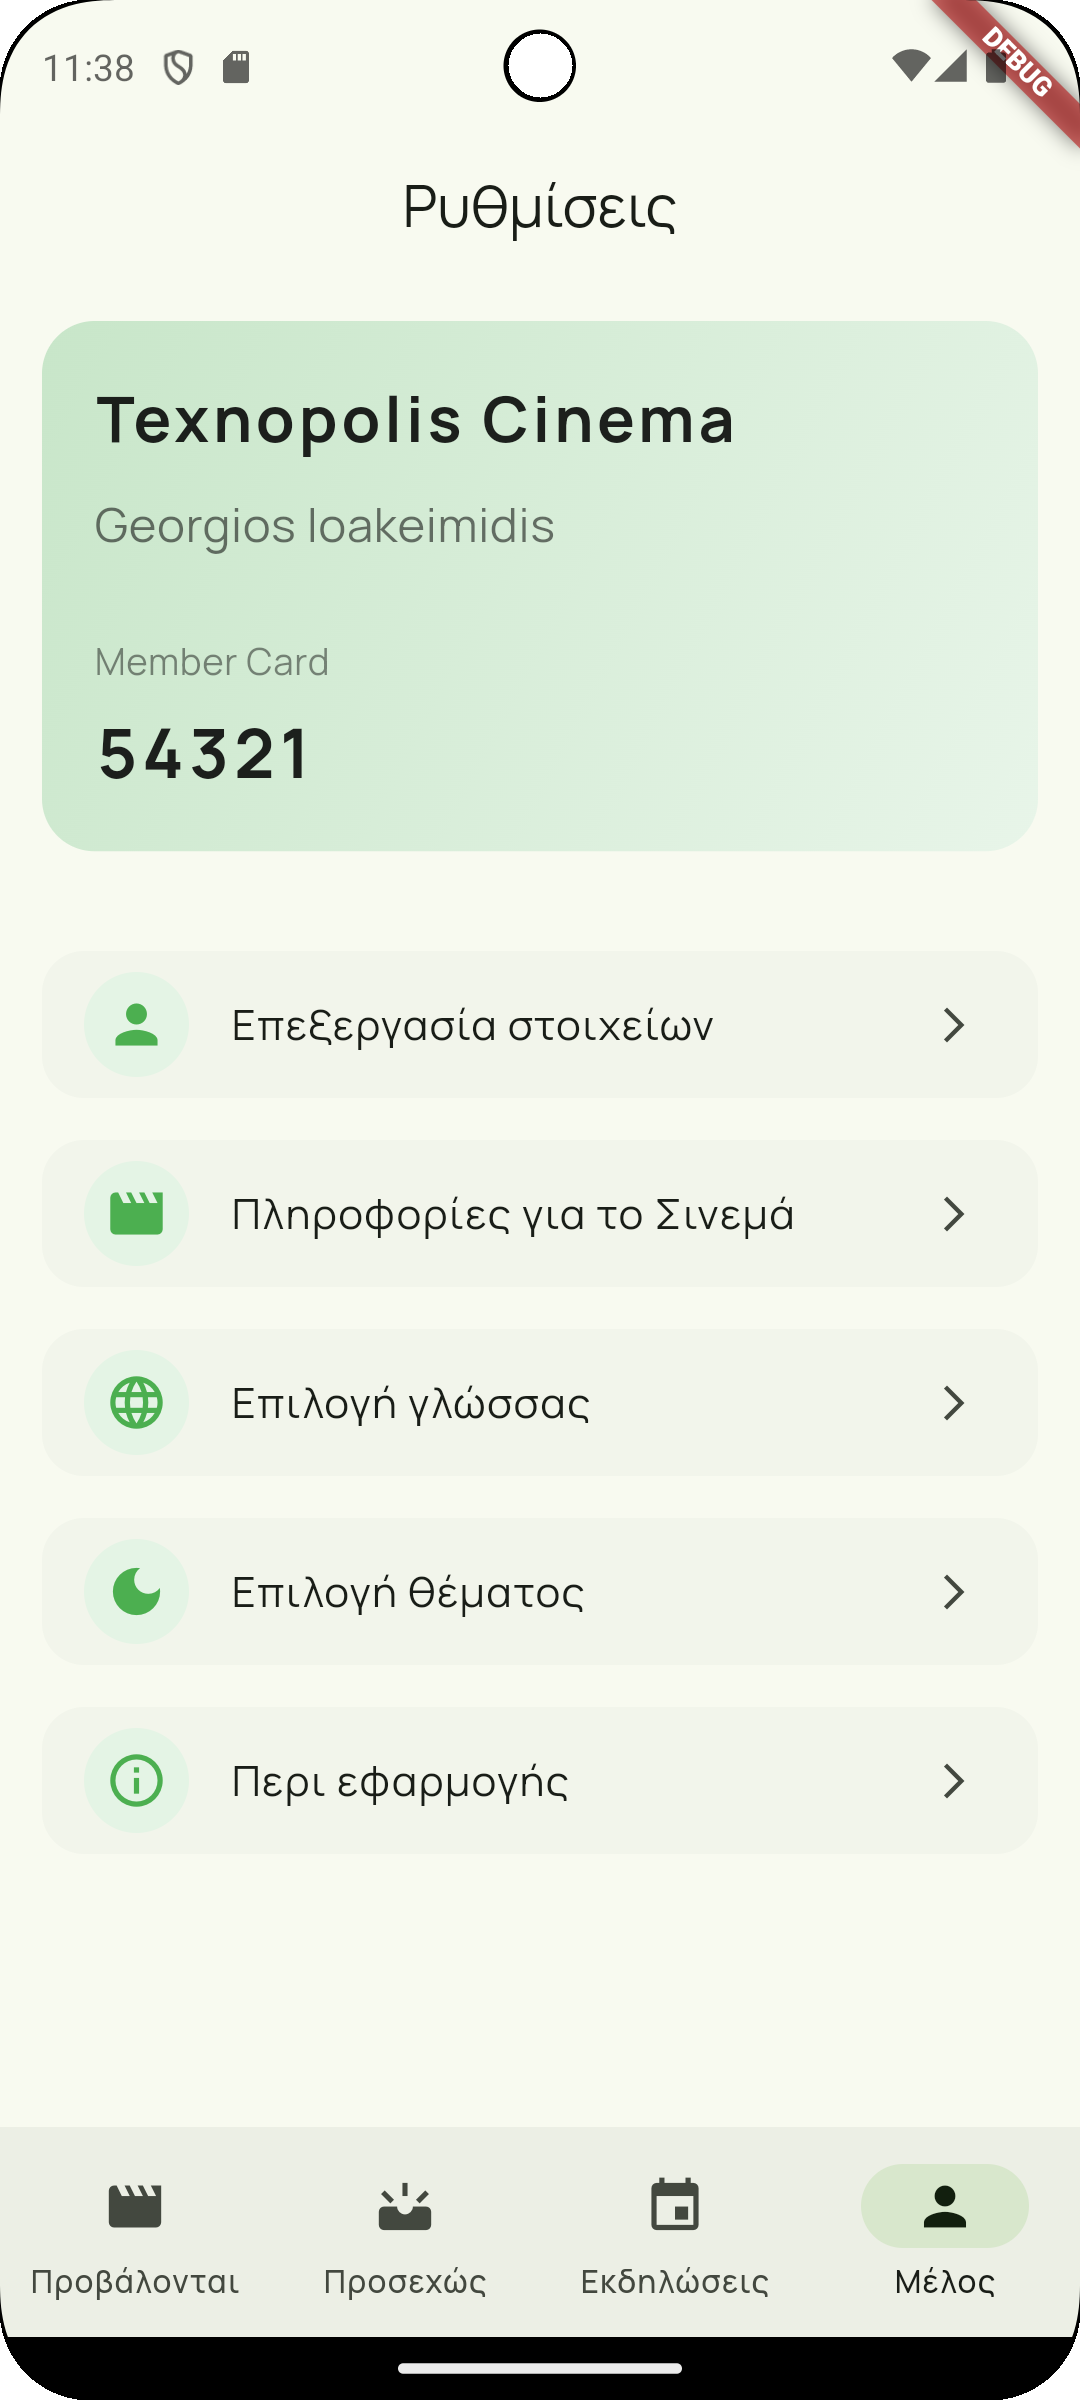 11:38
DEBUG
Ρυθμίσεις
Texnopolis Cinema
Georgios Ioakeimidis
Member Card
54321
Επεξεργασία στοιχείων
Πληροφορίες για το Σινεμά
Επιλογή γλώσσας
Επιλογή θέματος
Περι εφαρμογής
Προβάλονται
Προσεχώς
Εκδηλώσεις
Μέλος